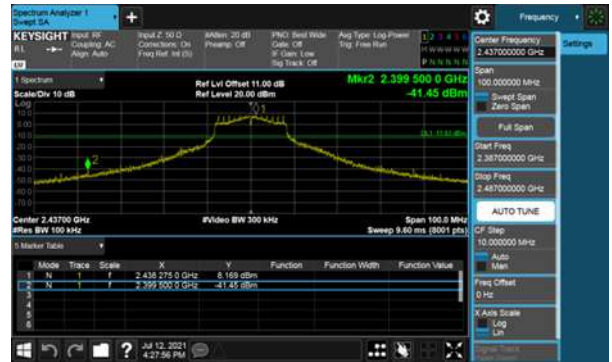 Spectrum Analyzer 1
Swept SA
Frequency
KEYSIGHT
Input: RF
Coupling: AC
Align: Auto
Input Z: 50 Ω
Corrections: On
Freq Ref: Int (S)
#Atten: 20 dB
Preamp: Off
PNO: Best Wide
Gate: Off
IF Gain: Low
Sig Track: Off
Avg Type: Log-Power
Trig: Free Run
1 2 3 4 5 6
Center Frequency
2.437000000 GHz
Settings
Span
100.000000 MHz
Swept Span
Zero Span
Full Span
Start Freq
2.387000000 GHz
Stop Freq
2.487000000 GHz
AUTO TUNE
CF Step
10.000000 MHz
Auto
Man
Freq Offset
0 Hz
X Axis Scale
Log
Lin
Signal Track
1 Spectrum
Scale/Div 10 dB
Log
Ref Lvl Offset 11.00 dB
Ref Level 20.00 dBm
Mkr2 2.399 500 0 GHz
-41.45 dBm
Center 2.43700 GHz
#Res BW 100 kHz
#Video BW 300 kHz
Span 100.0 MHz
Sweep 9.60 ms (8001 pts)
5 Marker Table
Mode Trace Scale X Y Function Function Width Function Value
1 N 1 f 2.438 275 0 GHz 8.169 dBm
2 N 1 f 2.399 500 0 GHz -41.45 dBm
3
4
5
6
Jul 12, 2021
4:27:56 PM